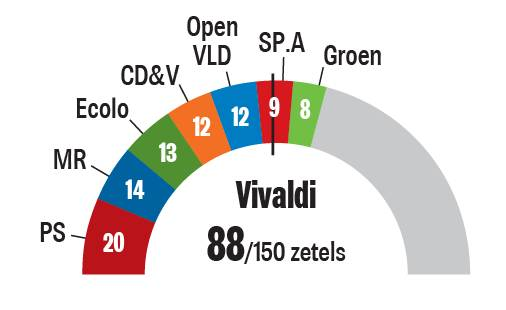 Open
VLD
SP.A
Groen
CD&V
Ecolo
MR
PS
20
14
13
12
12
9
8
Vivaldi
88/150 zetels